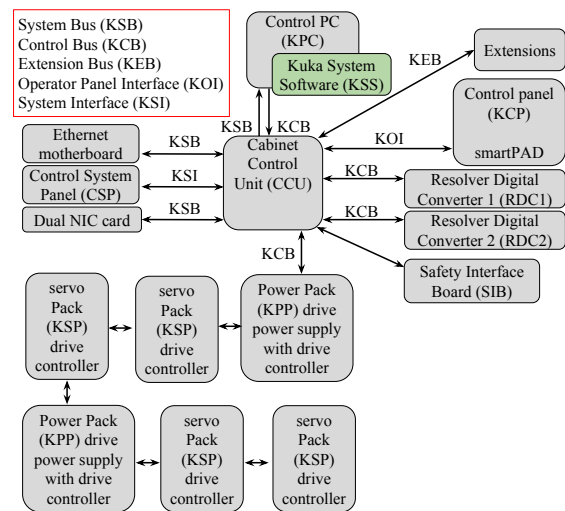 System Bus (KSB)
Control Bus (KCB)
Extension Bus (KEB)
Operator Panel Interface (KOI)
System Interface (KSI)
Control PC
(KPC)
Kuka System
Software (KSS)
KEB
Extensions
Control panel
(KCP)
smartPAD
KSB
KCB
Ethernet
motherboard
KSB
Cabinet
Control
Unit (CCU)
KOI
Control System
Panel (CSP)
KSI
KCB
Resolver Digital
Converter 1 (RDC1)
Dual NIC card
KSB
KCB
Resolver Digital
Converter 2 (RDC2)
KCB
Safety Interface
Board (SIB)
servo
Pack
(KSP)
drive
controller
servo
Pack
(KSP)
drive
controller
Power Pack
(KPP) drive
power supply
with drive
controller
Power Pack
(KPP) drive
power supply
with drive
controller
servo
Pack
(KSP)
drive
controller
servo
Pack
(KSP)
drive
controller